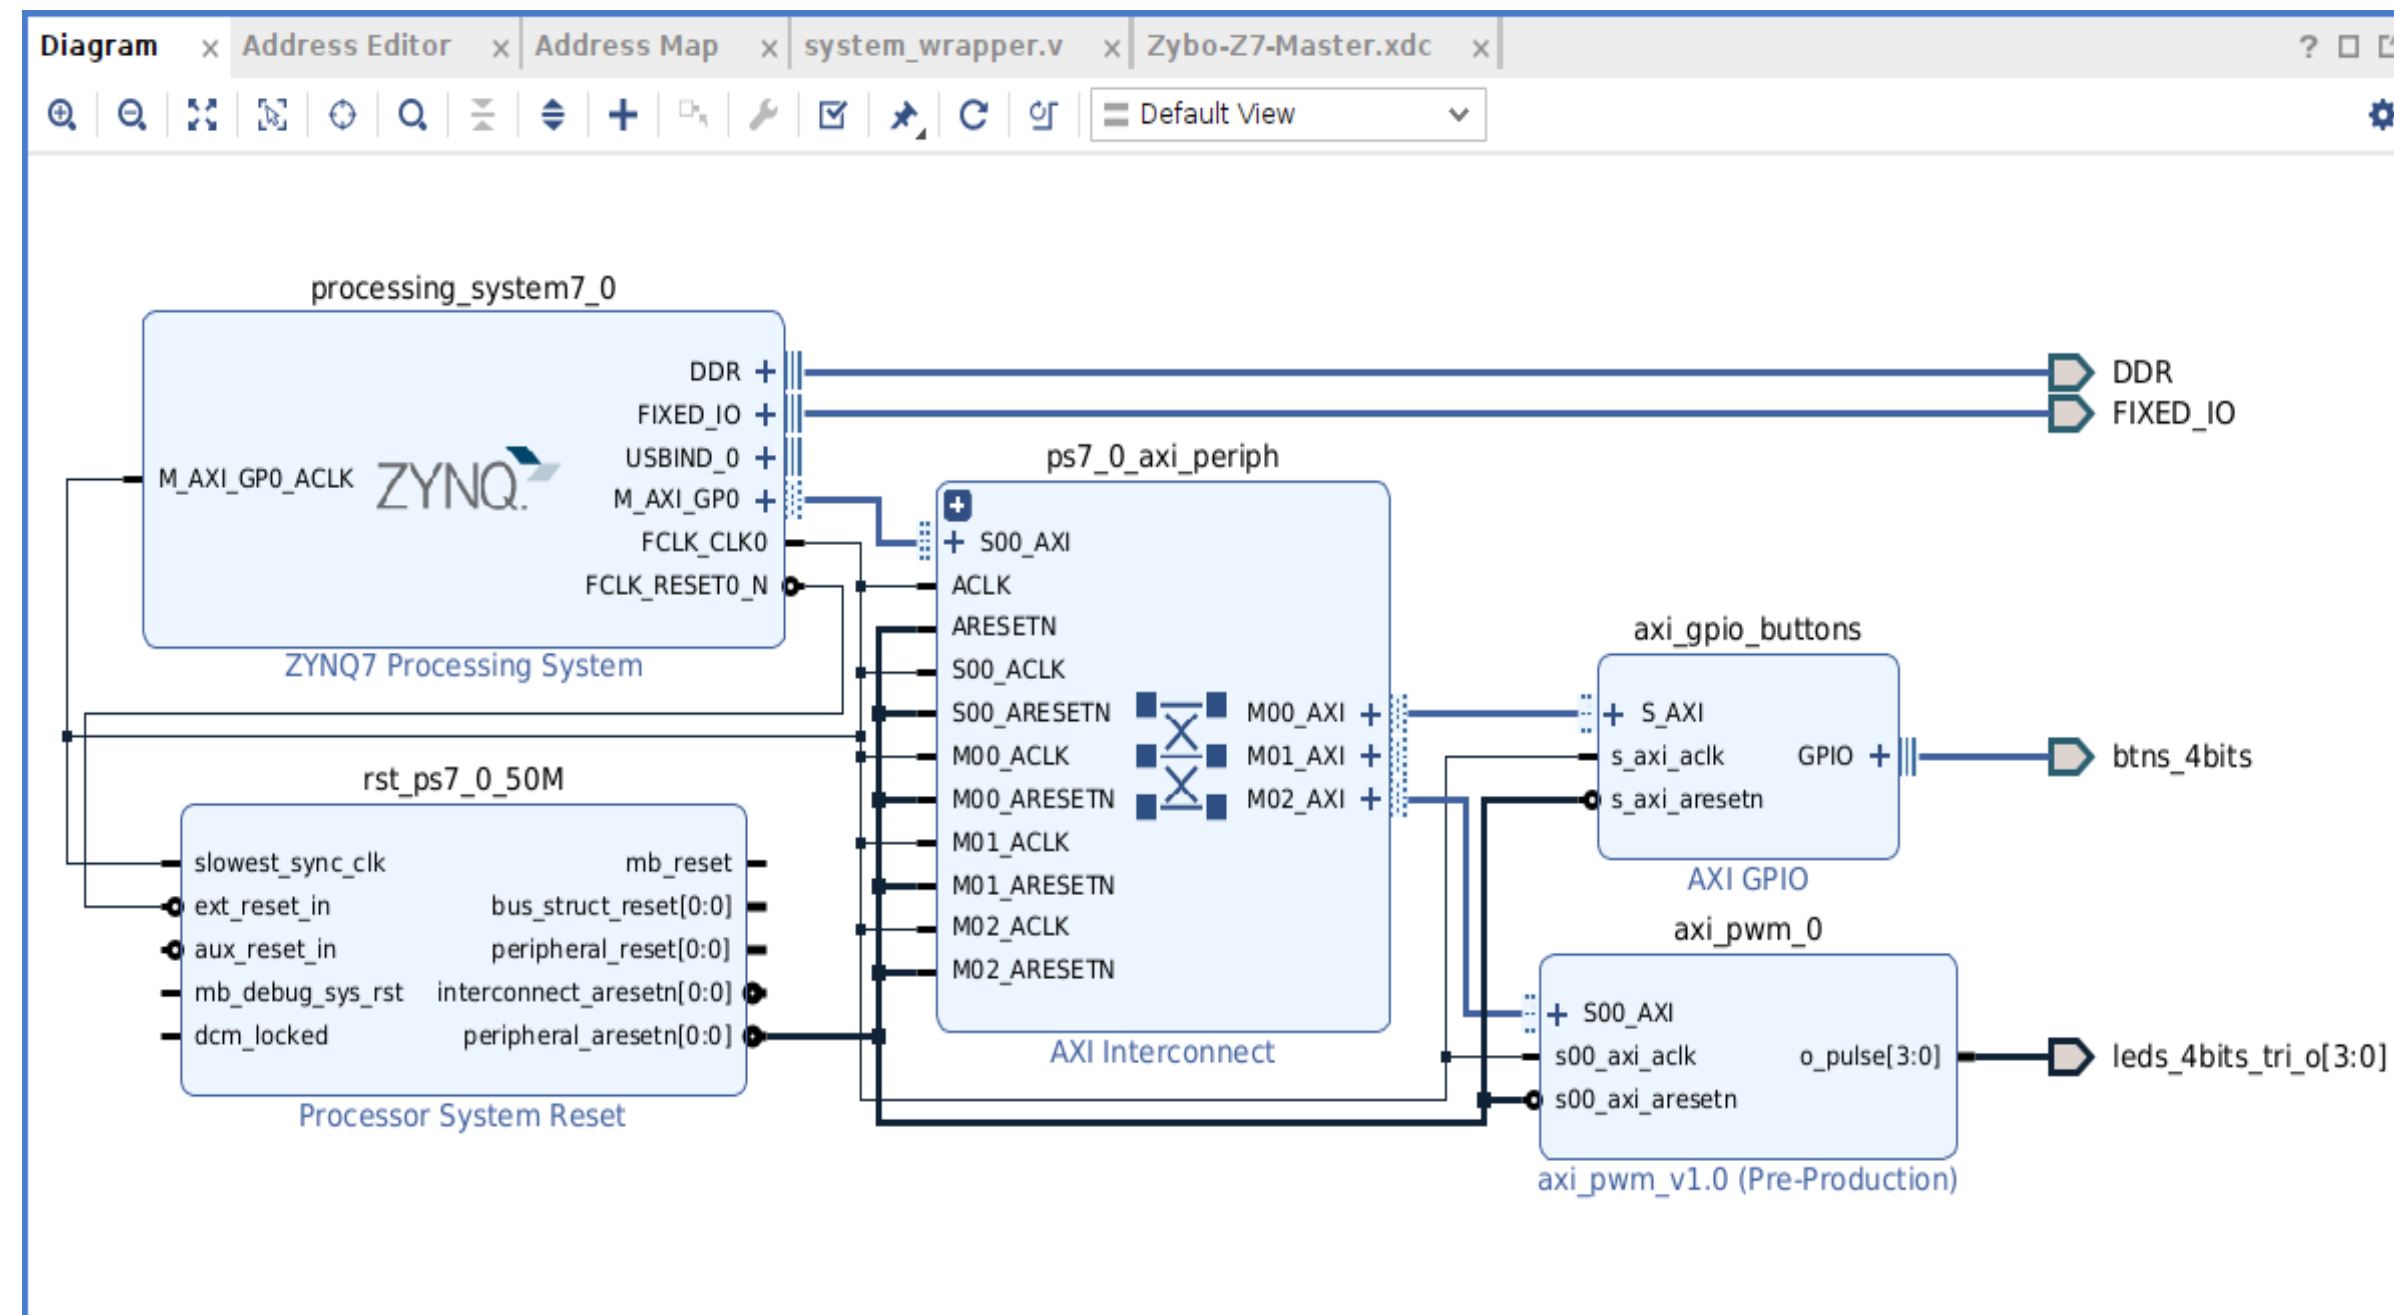 Diagram
Address Editor
Address Map
system_wrapper.v
Zybo-Z7-Master.xdc
?
Default View
processing_system7_0
DDR
FIXED_IO
USBIND_0
M_AXI_GP0_ACLK
ZYNQ.
M_AXI_GP0
FCLK_CLK0
FCLK_RESET0_N
ZYNQ7 Processing System
DDR
FIXED_IO
rst_ps7_0_50M
slowest_sync_clk
ext_reset_in
aux_reset_in
mb_debug_sys_rst
dcm_locked
mb_reset
bus_struct_reset[0:0]
peripheral_reset[0:0]
interconnect_aresetn[0:0]
peripheral_aresetn[0:0]
Processor System Reset
ps7_0_axi_periph
S00_AXI
ACLK
ARESETN
S00_ACLK
S00_ARESETN
M00_ACLK
M00_ARESETN
M01_ACLK
M01_ARESETN
M02_ACLK
M02_ARESETN
M00_AXI
M01_AXI
M02_AXI
AXI Interconnect
axi_gpio_buttons
S_AXI
s_axi_aclk
s_axi_aresetn
GPIO
AXI GPIO
btns_4bits
axi_pwm_0
S00_AXI
s00_axi_aclk
s00_axi_aresetn
o_pulse[3:0]
axi_pwm_v1.0 (Pre-Production)
leds_4bits_tri_o[3:0]